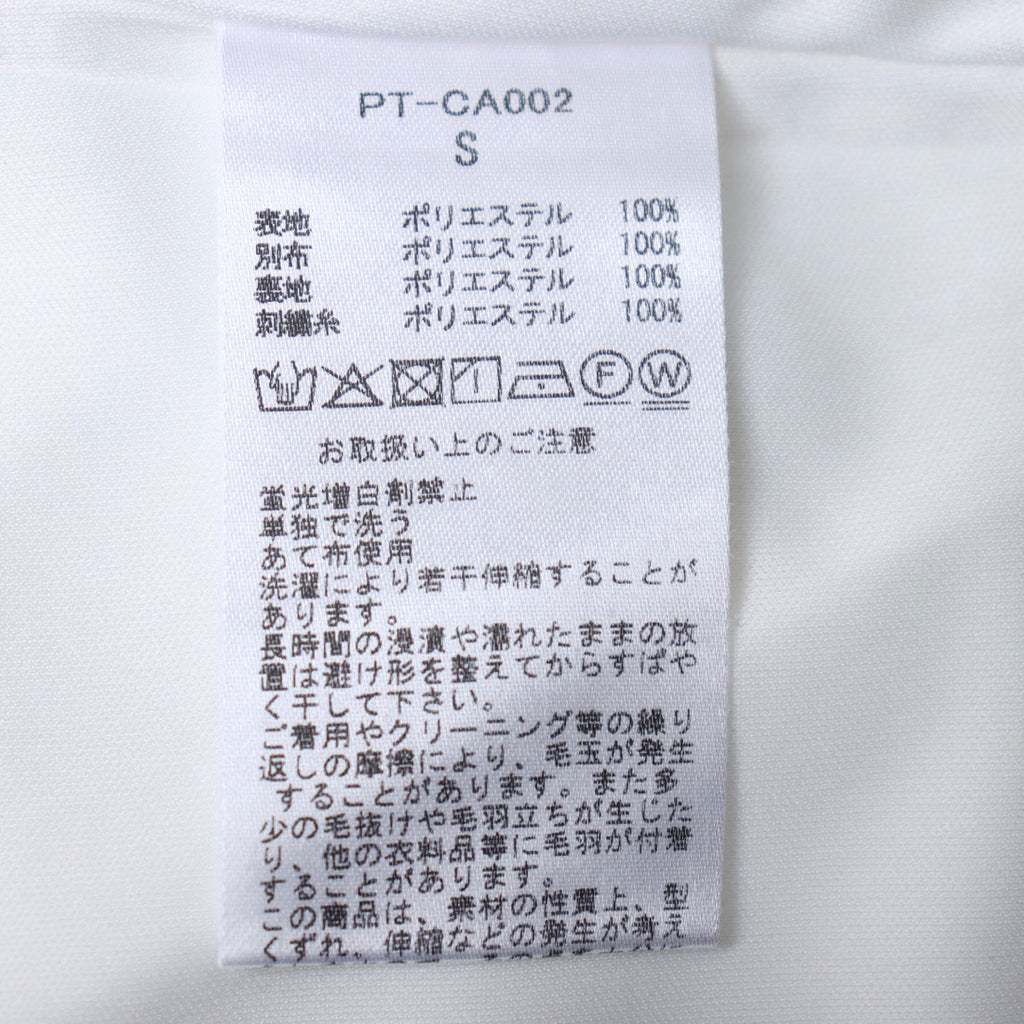 PT-CA002
S
表地 ポリエステル 100%
別布 ポリエステル 100%
裏地 ポリエステル 100%
刺繍糸 ポリエステル 100%
F W
お取扱い上のご注意
蛍光増白剤禁止
単独で洗う
あて布使用
洗濯により若干伸縮することが
あります。
長時間の浸漬や濡れたままの放
置は避け形を整えてからすばや
く干して下さい。
ご着用やクリーニング等の繰り
返しの摩擦により、毛玉が発生
することがあります。また多
少の毛抜けや毛羽立ちが生じた
り、他の衣料品等に毛羽が付着
することがあります。
この商品は、素材の性質上、型
くずれ、伸縮などの発生が考え